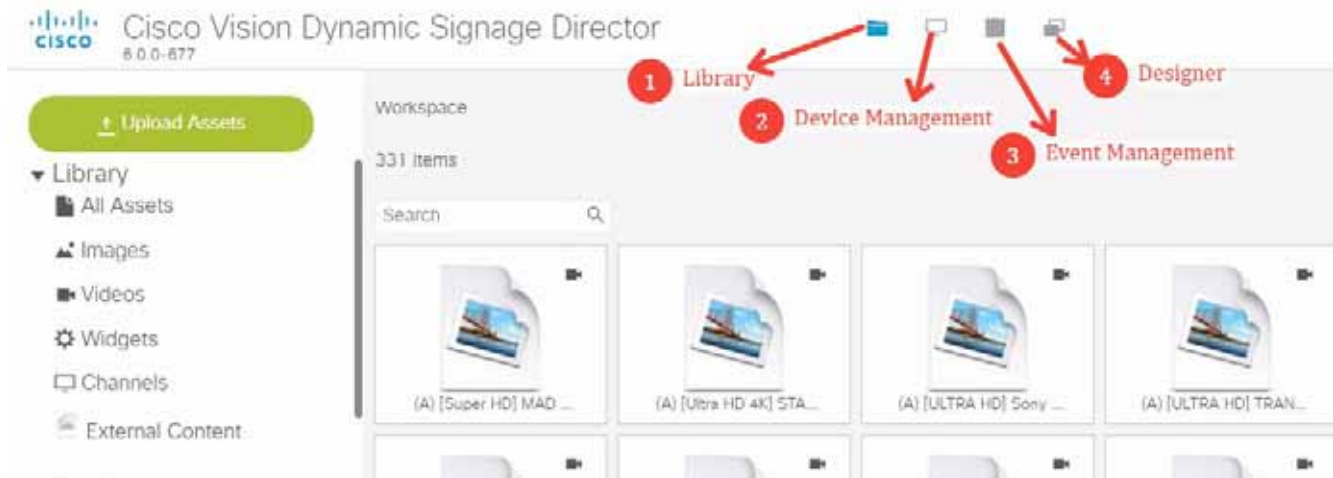 CISCO
Cisco Vision Dynamic Signage Director
6.0.0-677
1 Library
2 Device Management
3 Event Management
4 Designer
Upload Assets
Library
All Assets
Images
Videos
Widgets
Channels
External Content
Workspace
331 Items
Search
(A) [Super HD] MAD ...
(A) [Ultra HD 4K] STA...
(A) [ULTRA HD] Sony ...
(A) [ULTRA HD] TRAN...